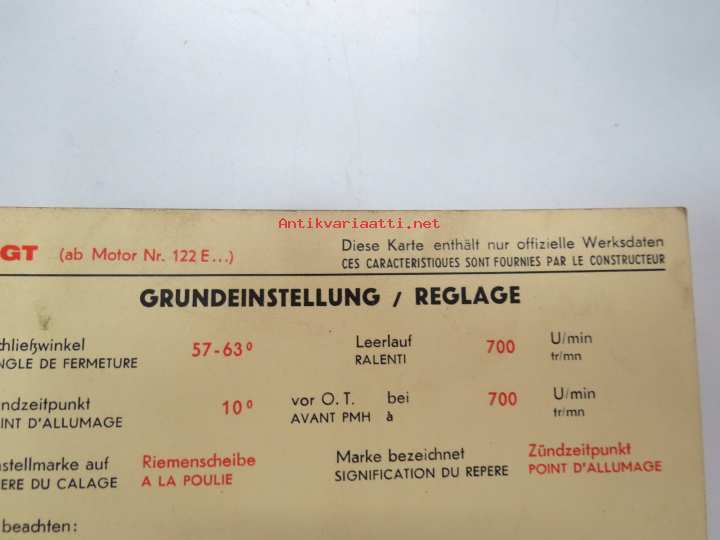 Antikvariaatti.net
GT (ab Motor Nr. 122 E...)
Diese Karte enthält nur offizielle Werksdaten
CES CARACTERISTIQUES SONT FOURNIES PAR LE CONSTRUCTEUR
GRUNDEINSTELLUNG / REGLAGE
chließwinkel 57-63° Leerlauf 700 U/min
NGLE DE FERMETURE RALENTI tr/mn
ndzeitpunkt 10° vor O. T. bei 700 U/min
OINT D'ALLUMAGE AVANT PMH à tr/mn
nstellmarke auf Riemenscheibe Marke bezeichnet Zündzeitpunkt
ERE DU CALAGE A LA POULIE SIGNIFICATION DU REPERE POINT D'ALLUMAGE
beachten: